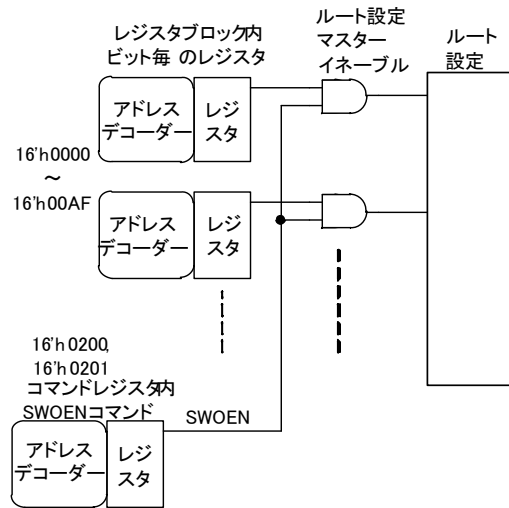 レジスタブロック内
ビット毎 のレジスタ
ルート設定
マスター
イネーブル
ルート
設定
アドレス
デコーダー
レジ
スタ
16'h0000
～
16'h00AF
アドレス
デコーダー
レジ
スタ
16'h0200,
16'h0201
コマンドレジスタ内
SWOENコマンド
SWOEN
アドレス
デコーダー
レジ
スタ